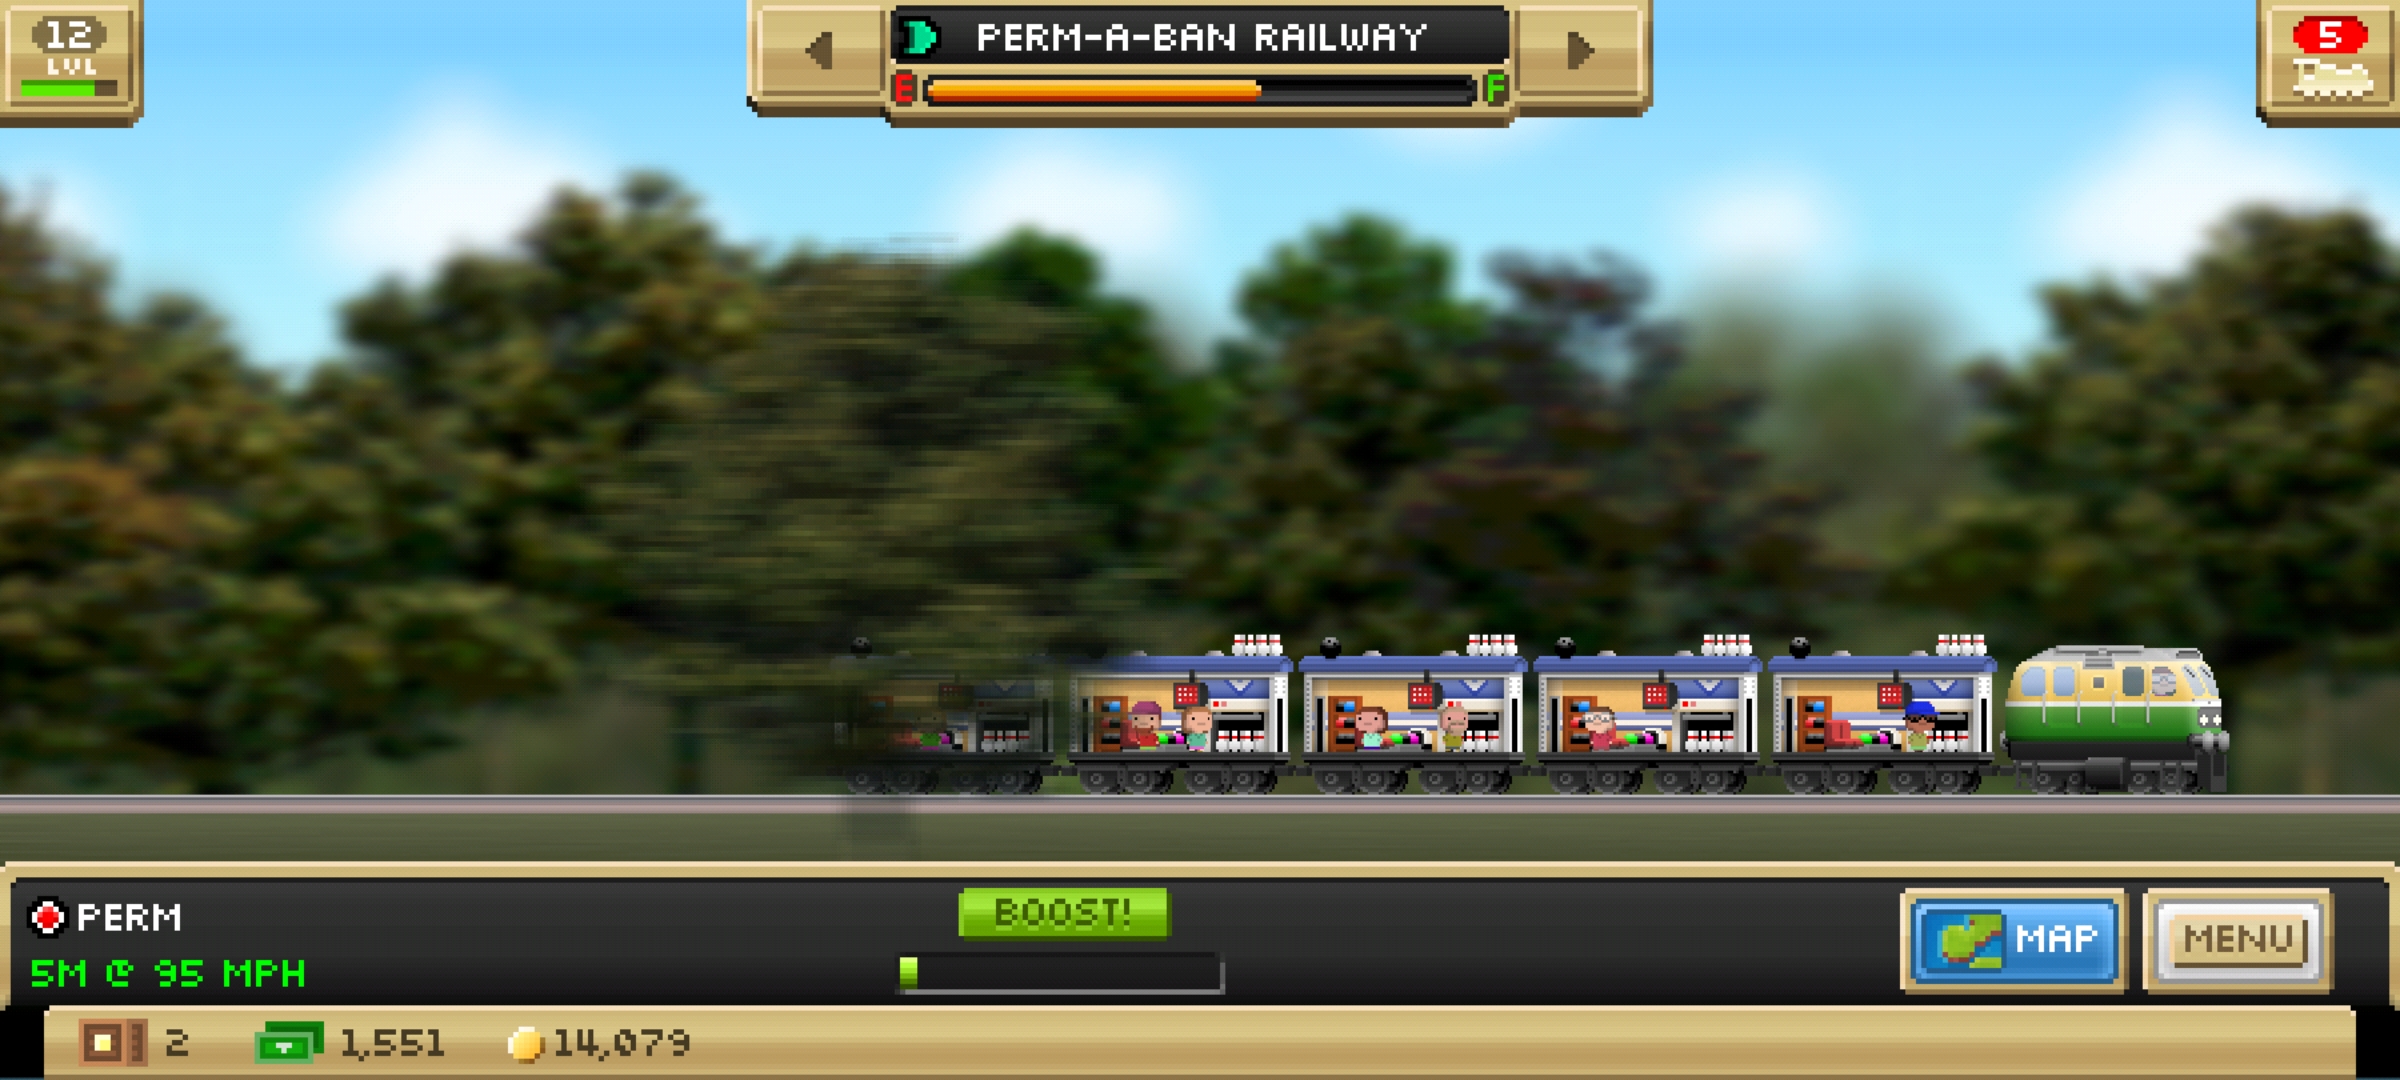 12
LVL
PERM-A-BAN RAILWAY
E F
5
PERM
5M @ 95 MPH
BOOST!
MAP
MENU
2
1,551
14,079